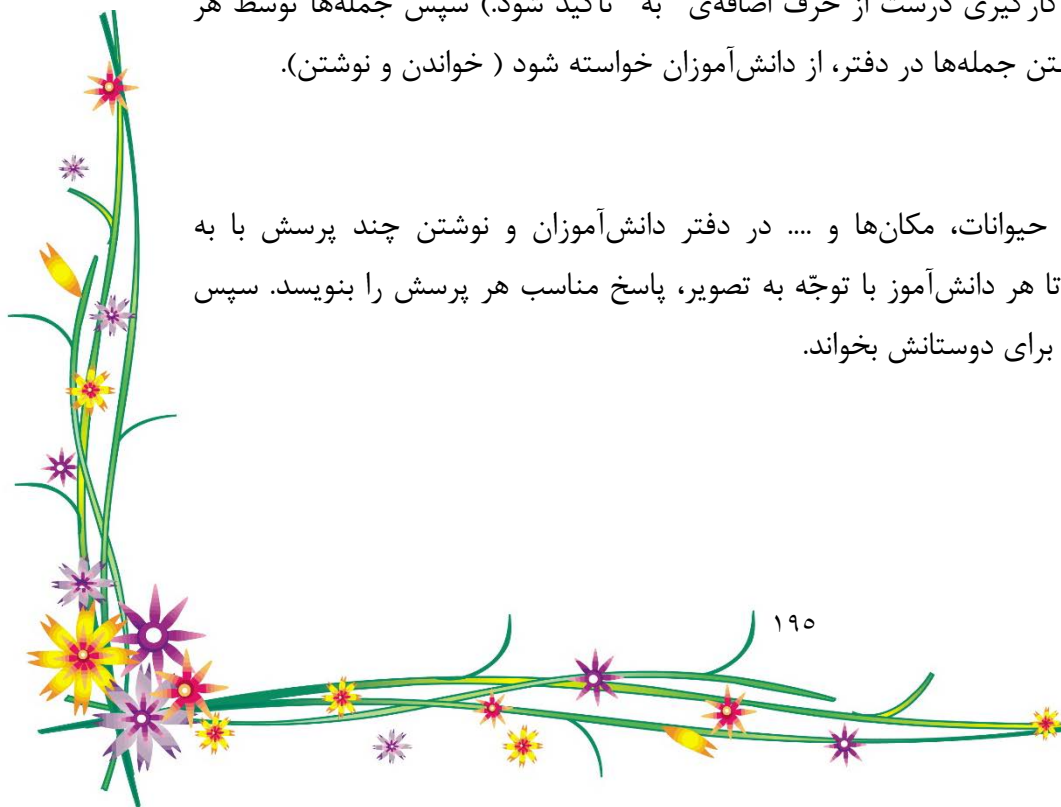 کارگیری درست از حرف اضافه‌ی "به" تأکید شود.) سپس جمله‌ها توسط هر
جمله‌ها در دفتر، از دانش‌آموزان خواسته شود ( خواندن و نوشتن).
حیوانات، مکان‌ها و .... در دفتر دانش‌آموزان و نوشتن چند پرسش با به
تا هر دانش‌آموز با توجّه به تصویر، پاسخ مناسب هر پرسش را بنویسد. سپس
برای دوستانش بخواند.
۱۹۵